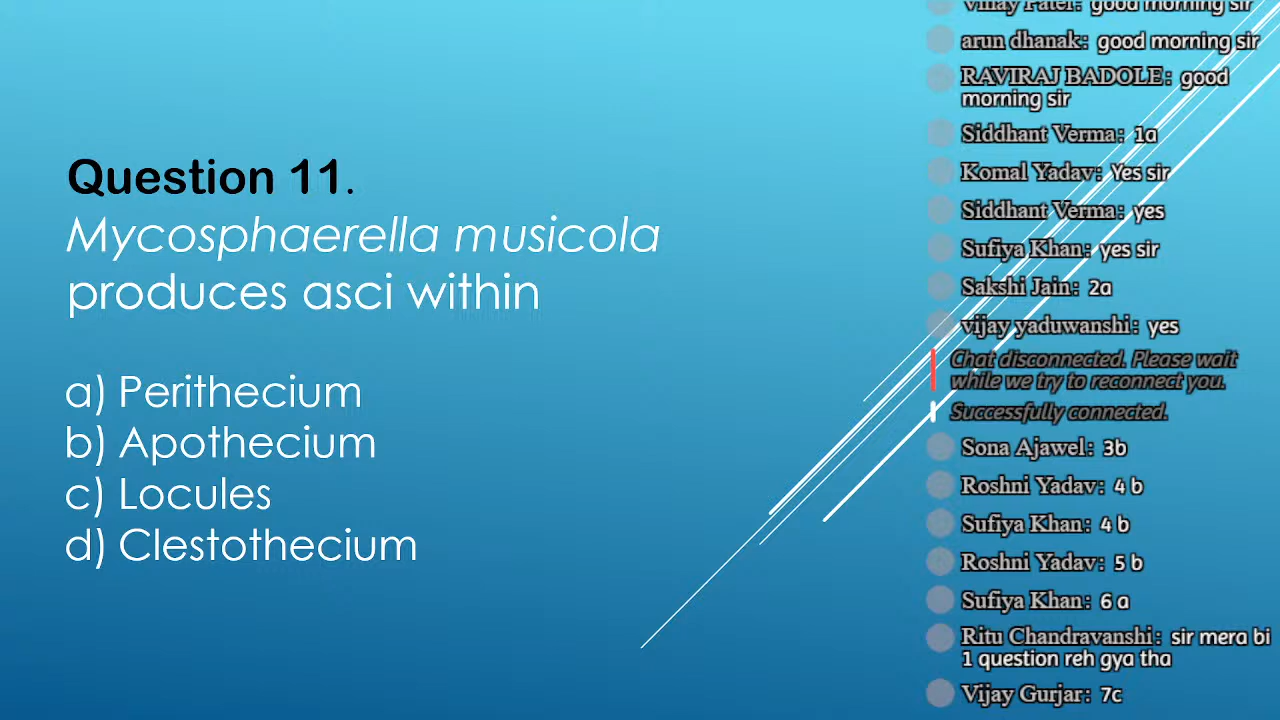 Question 11.
Mycosphaerella musicola
produces asci within
a) Perithecium
b) Apothecium
c) Locules
d) Clestothecium
Vinay Patel: good morning sir
arun dhanak: good morning sir
RAVIRAJ BADOLE: good
morning sir
Siddhant Verma: 1a
Komal Yadav: Yes sir
Siddhant Verma: yes
Sufiya Khan: yes sir
Sakshi Jain: 2a
vijay yaduwanshi: yes
Chat disconnected. Please wait
while we try to reconnect you.
Successfully connected.
Sona Ajawel: 3b
Roshni Yadav: 4 b
Sufiya Khan: 4 b
Roshni Yadav: 5 b
Sufiya Khan: 6 a
Ritu Chandravanshi: sir mera bi
1 question reh gya tha
Vijay Gurjar: 7c